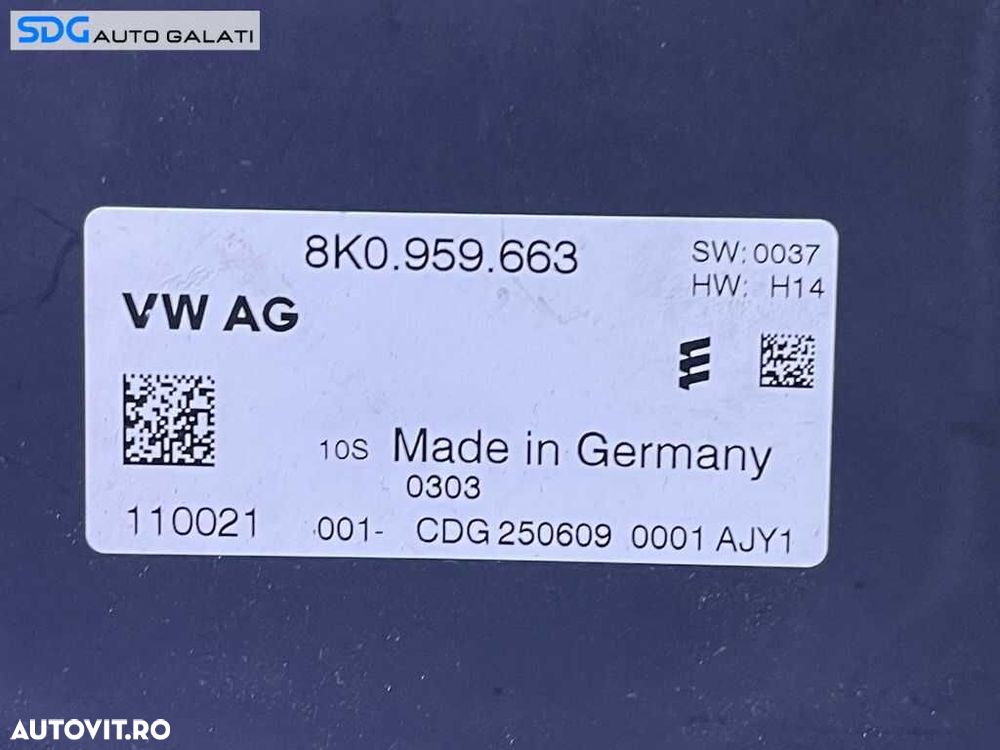 SDG AUTO GALATI
8K0.959.663
SW: 0037
HW: H14
VW AG
10S Made in Germany
0303
110021 001- CDG 250609 0001 AJY1
AUTOVIT.RO